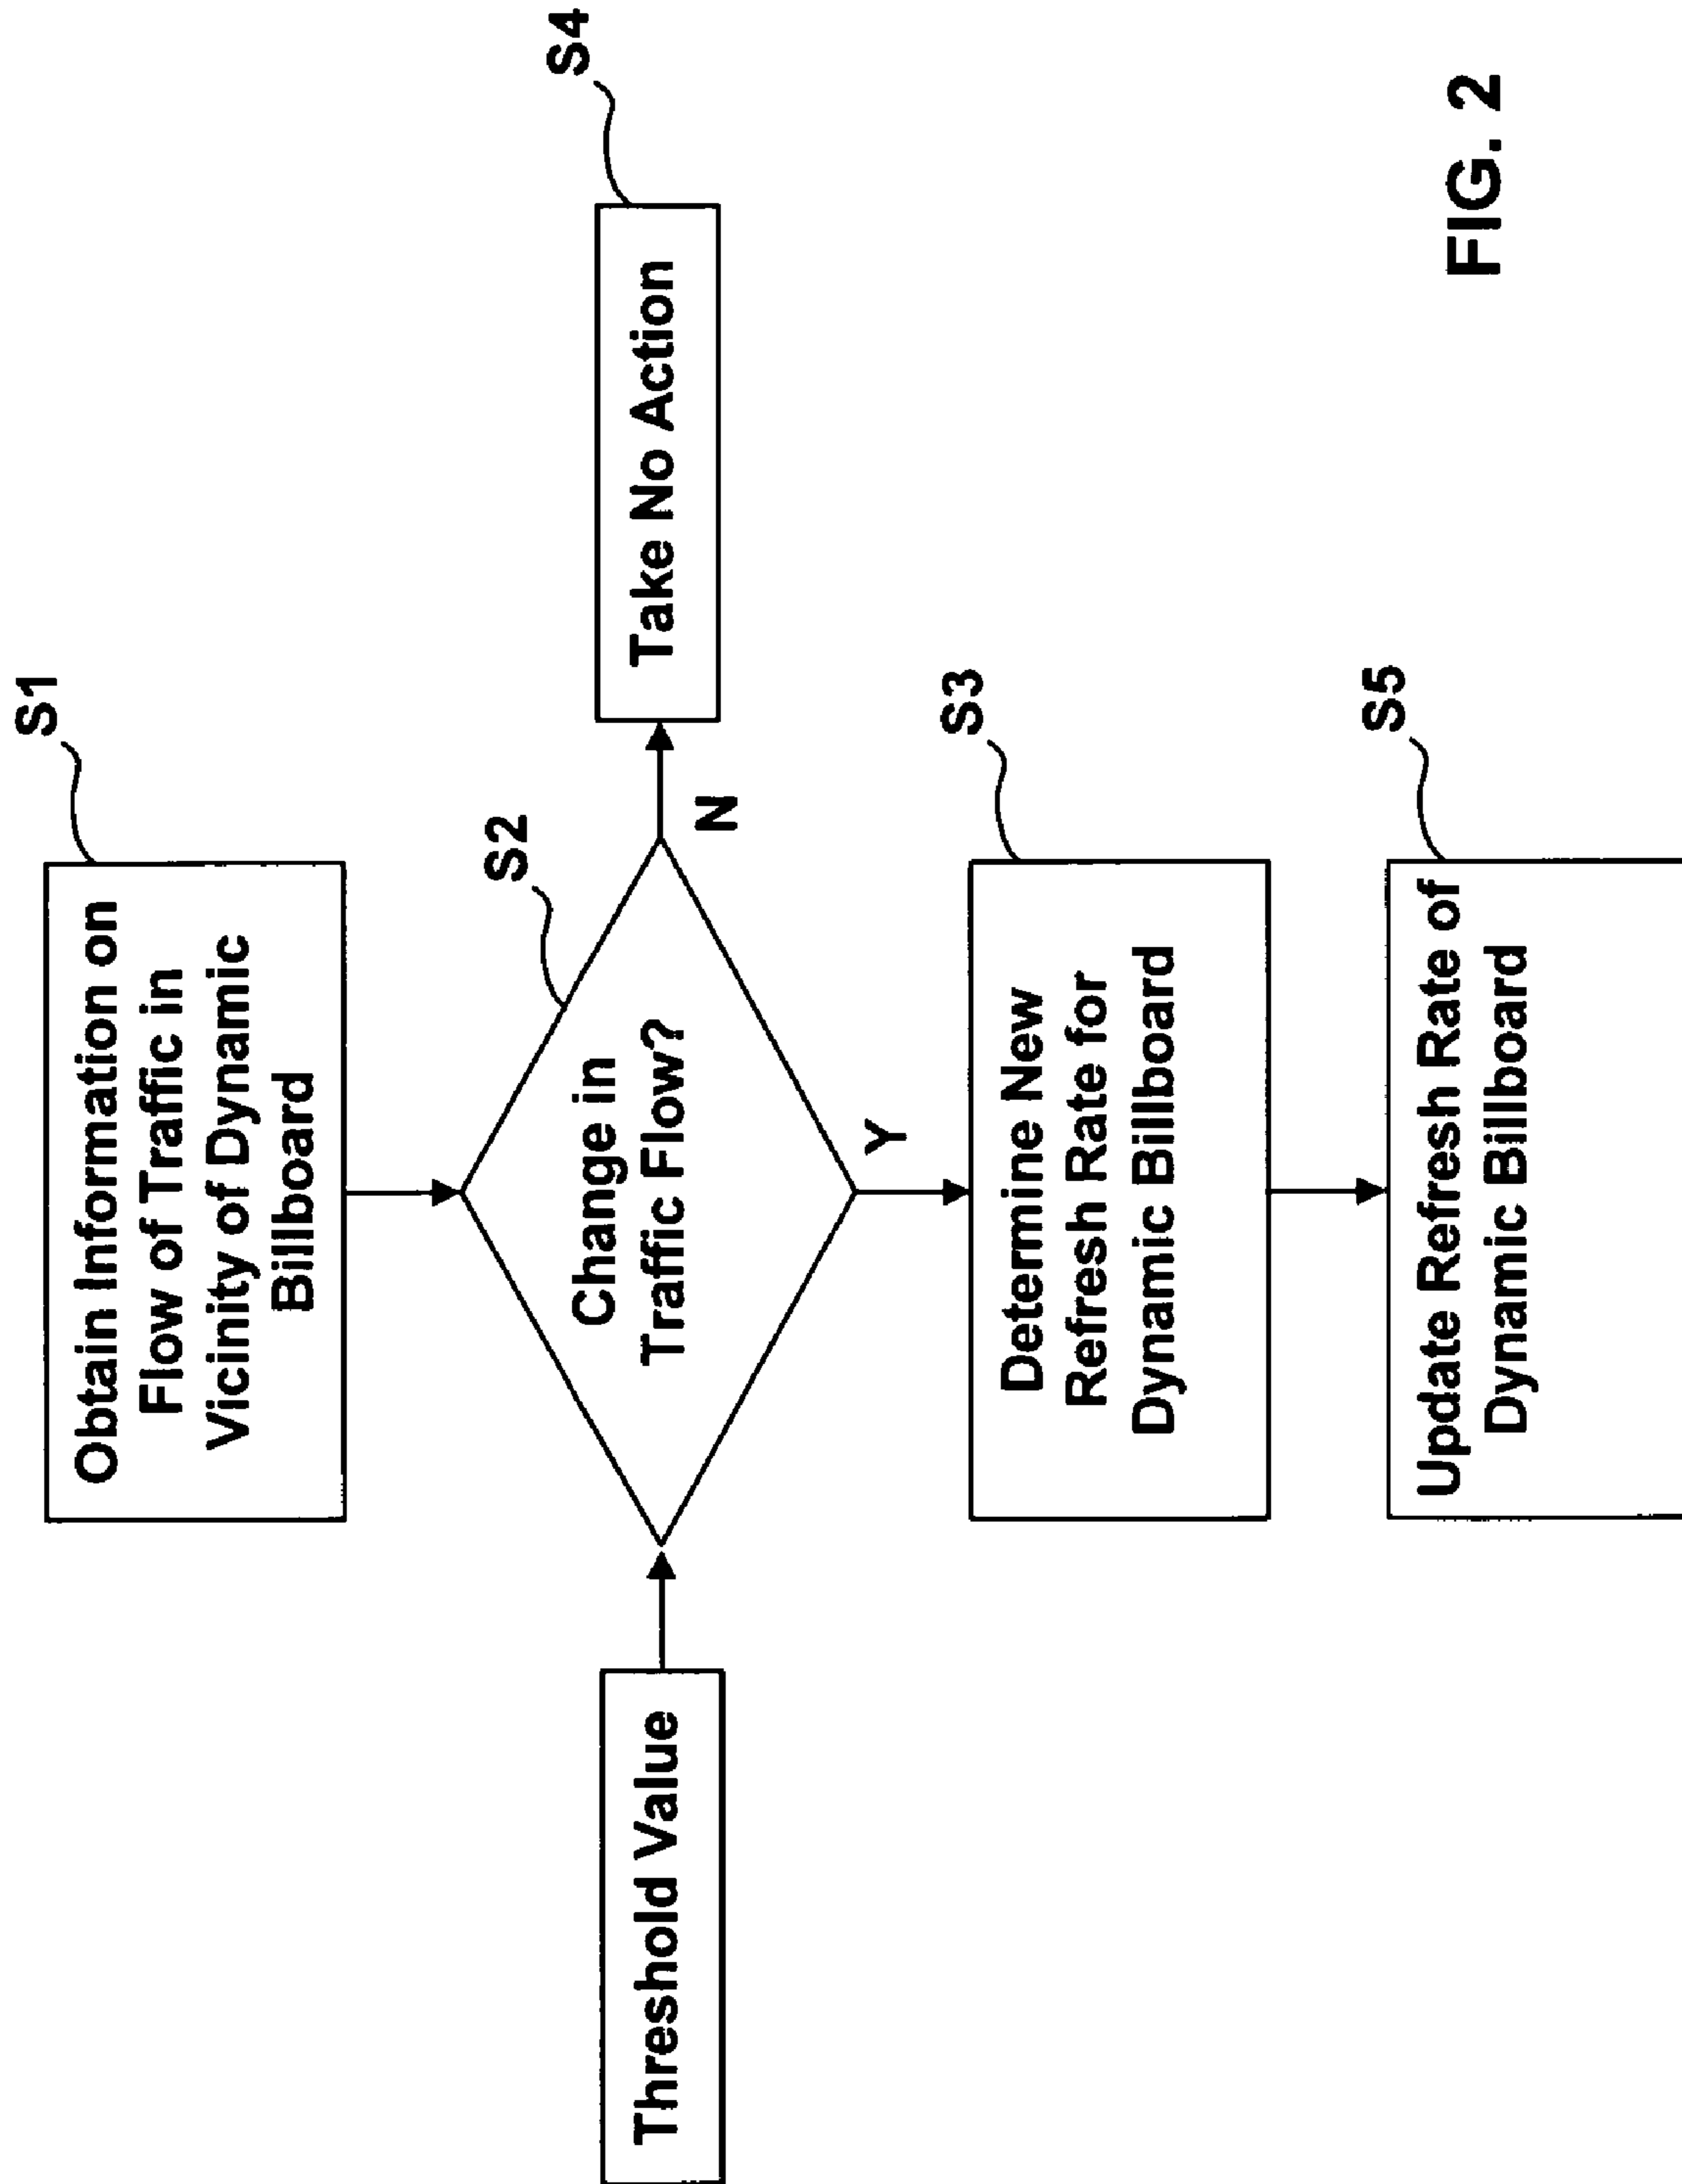 S1
Obtain Information on
Flow of Traffic in
Vicinity of Dynamic
Billboard
S2
Change in
Traffic Flow?
Threshold Value
N
Take No Action
S4
Y
S3
Determine New
Refresh Rate for
Dynamic Billboard
S5
Update Refresh Rate of
Dynamic Billboard
FIG. 2